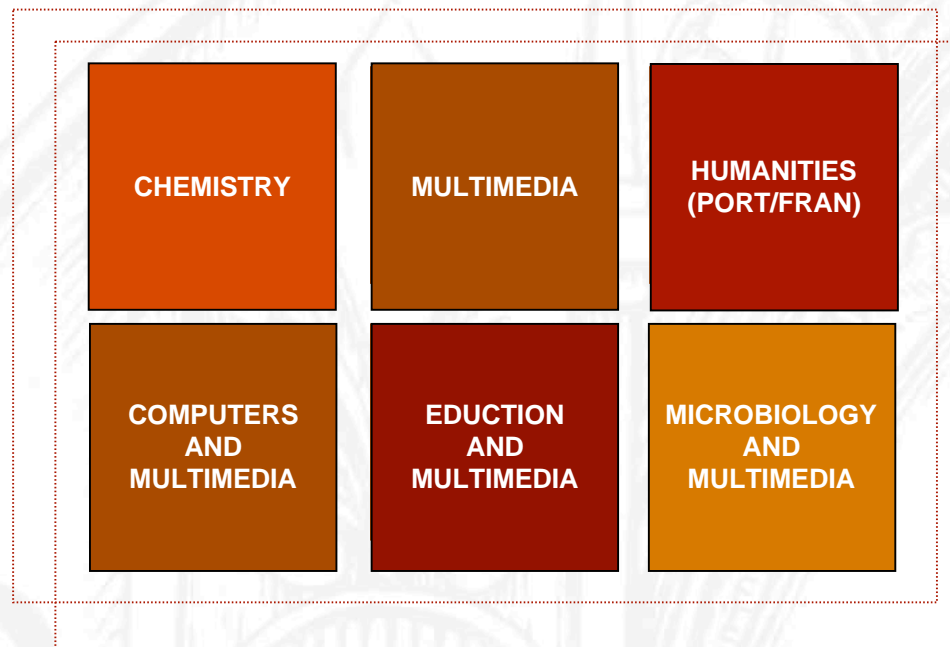 CHEMISTRY
MULTIMEDIA
HUMANITIES
(PORT/FRAN)
COMPUTERS
AND
MULTIMEDIA
EDUCTION
AND
MULTIMEDIA
MICROBIOLOGY
AND
MULTIMEDIA